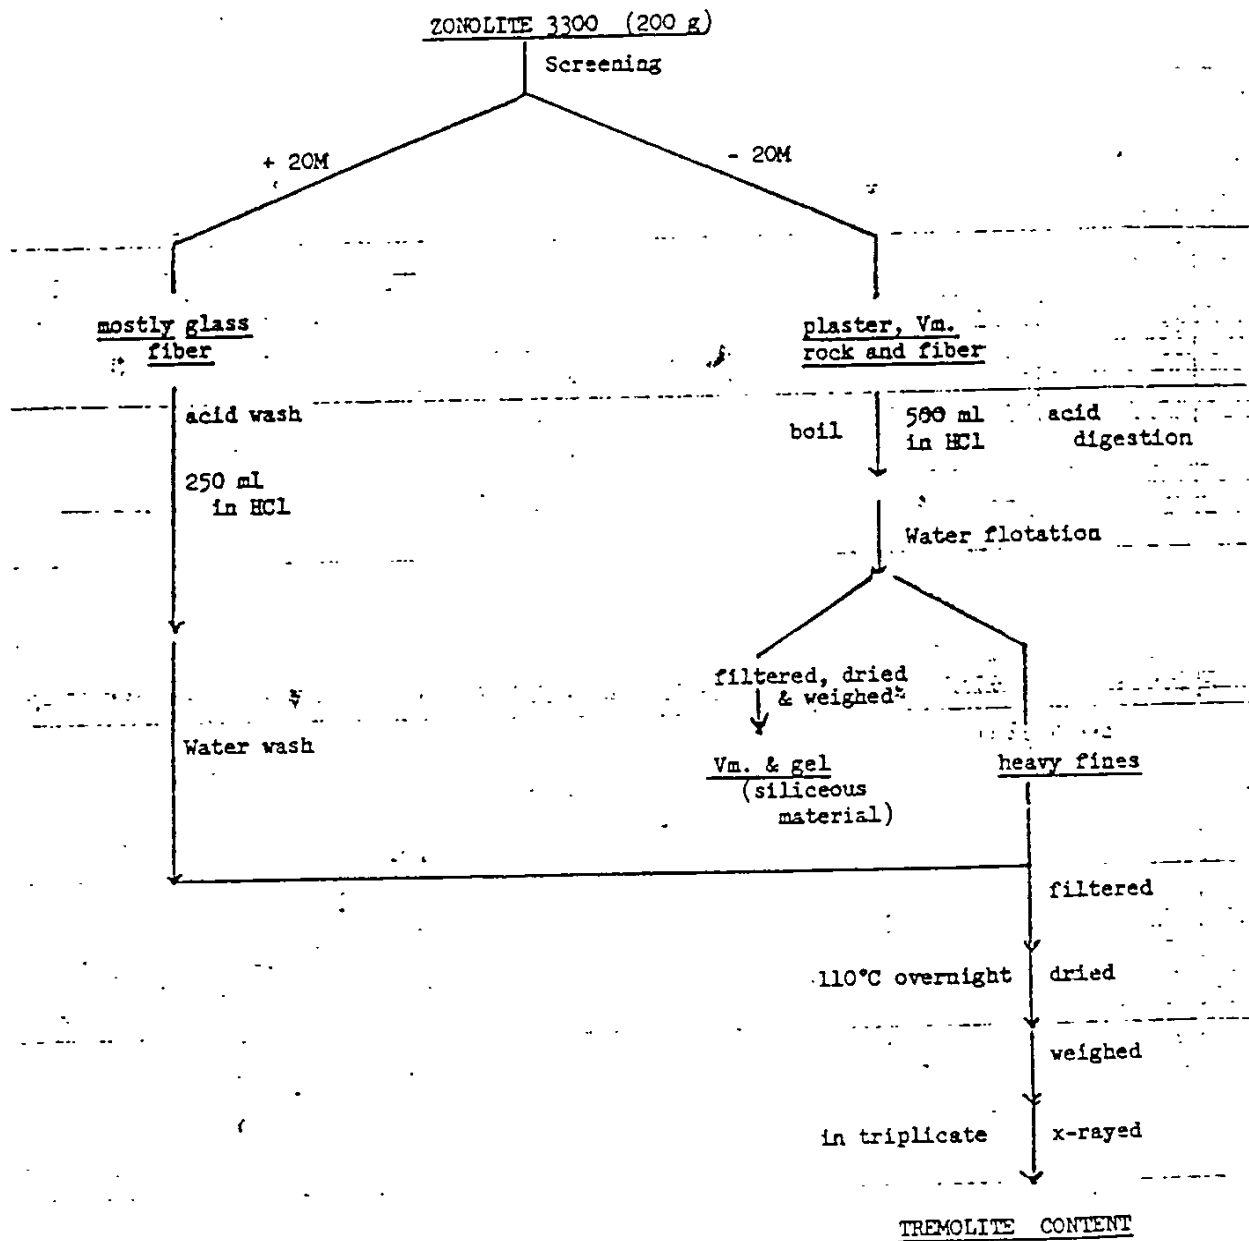 ZONOLITE 3300 (200 g)
Screening
+ 20M
- 20M
mostly glass
fiber
plaster, Vm.
rock and fiber
acid wash
250 ml
in HCl
boil
500 ml
in HCl
acid
digestion
Water flotation
filtered, dried
& weighed
Water wash
Vm. & gel
(siliceous
material)
heavy fines
filtered
110°C overnight
dried
weighed
in triplicate
x-rayed
TREMOLITE CONTENT